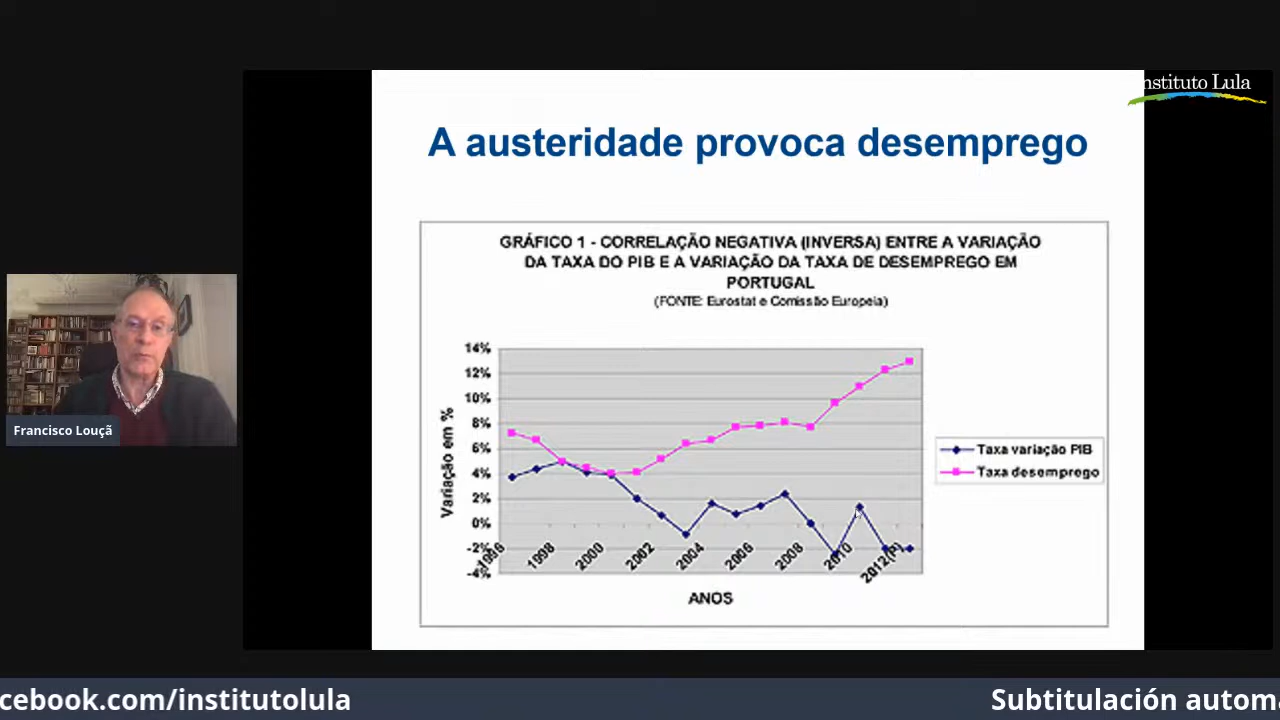 nstituto Lula
A austeridade provoca desemprego
GRÁFICO 1 - CORRELAÇÃO NEGATIVA (INVERSA) ENTRE A VARIAÇÃO
DA TAXA DO PIB E A VARIAÇÃO DA TAXA DE DESEMPREGO EM
PORTUGAL
(FONTE: Eurostat e Comissão Europeia)
14%
12%
10%
8%
6%
4%
2%
0%
-2%
-4%
Variação em %
1996
1998
2000
2002
2004
2006
2008
2010
2012(P)
ANOS
Taxa variação PIB
Taxa desemprego
Francisco Louçã
cebook.com/institutolula
Subtitulación autom